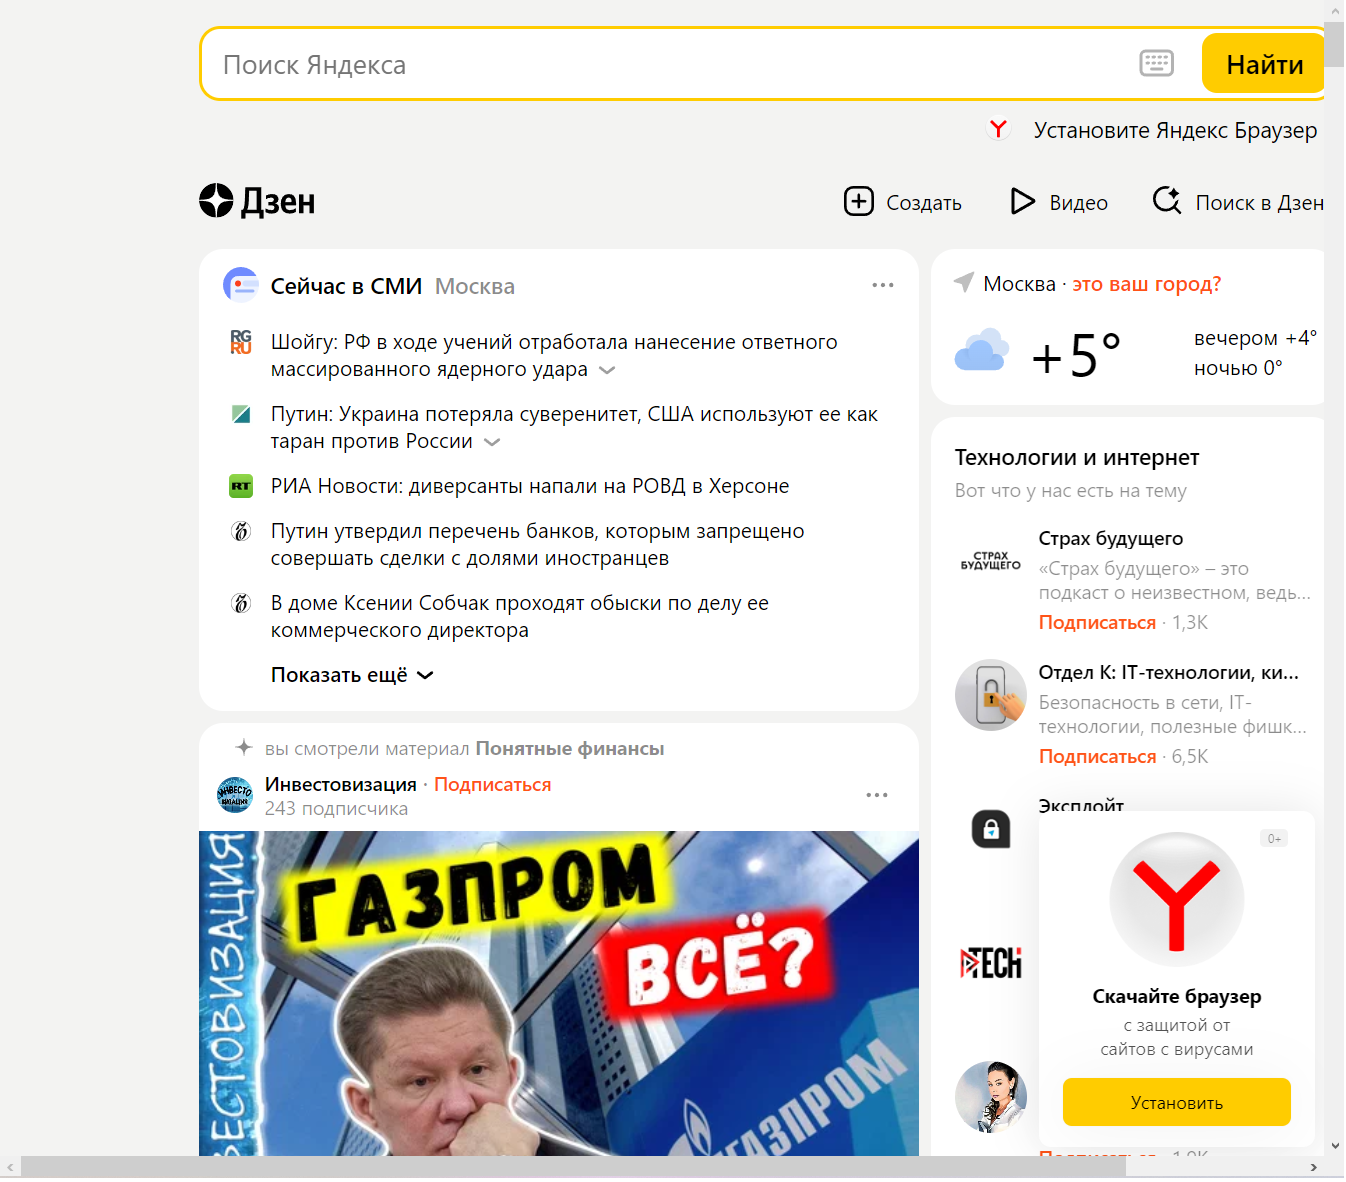 Поиск Яндекса
Найти
Установите Яндекс Браузер
Дзен
Создать
Видео
Поиск в Дзен
Сейчас в СМИ Москва
RG
RU
Шойгу: РФ в ходе учений отработала нанесение ответного
массированного ядерного удара
Путин: Украина потеряла суверенитет, США используют ее как
таран против России
RT
РИА Новости: диверсанты напали на РОВД в Херсоне
Путин утвердил перечень банков, которым запрещено
совершать сделки с долями иностранцев
В доме Ксении Собчак проходят обыски по делу ее
коммерческого директора
Показать ещё
вы смотрели материал Понятные финансы
Инвестовизация · Подписаться
243 подписчика
ГАЗПРОМ
ВСЁ?
ГАЗПРОМ
Москва · это ваш город?
+5°
вечером +4°
ночью 0°
Технологии и интернет
Вот что у нас есть на тему
СТРАХ
БУДУЩЕГО
Страх будущего
«Страх будущего» – это
подкаст о неизвестном, ведь...
Подписаться · 1,3K
Отдел К: IT-технологии, ки...
Безопасность в сети, IT-
технологии, полезные фишк...
Подписаться · 6,5K
Эксплойт
TECH
0+
Скачайте браузер
с защитой от
сайтов с вирусами
Установить